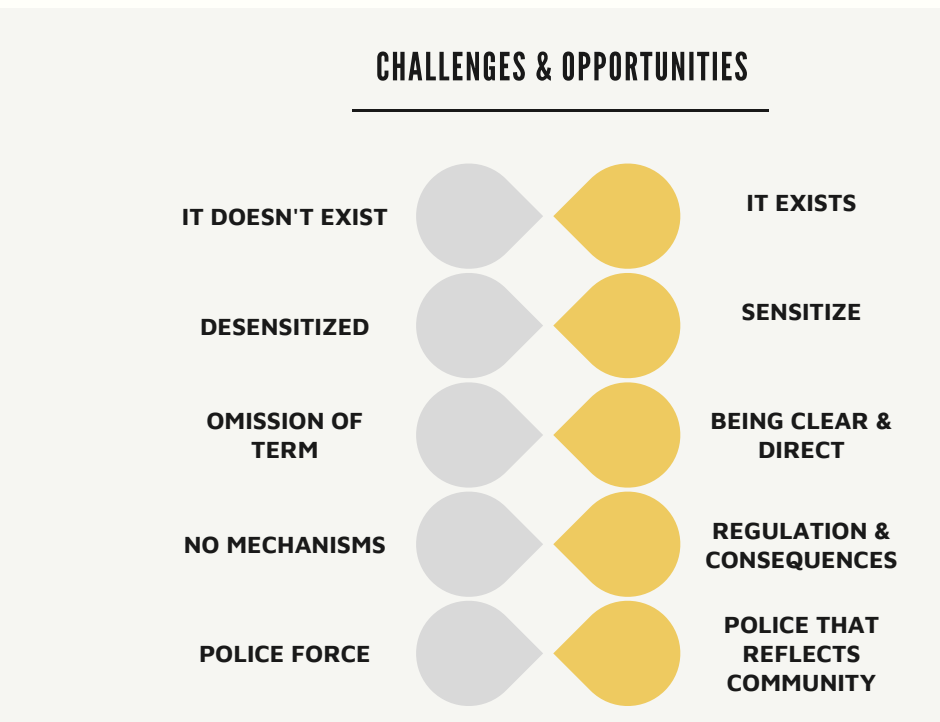 CHALLENGES & OPPORTUNITIES
IT DOESN'T EXIST
IT EXISTS
DESENSITIZED
SENSITIZE
OMISSION OF
TERM
BEING CLEAR &
DIRECT
NO MECHANISMS
REGULATION &
CONSEQUENCES
POLICE FORCE
POLICE THAT
REFLECTS
COMMUNITY